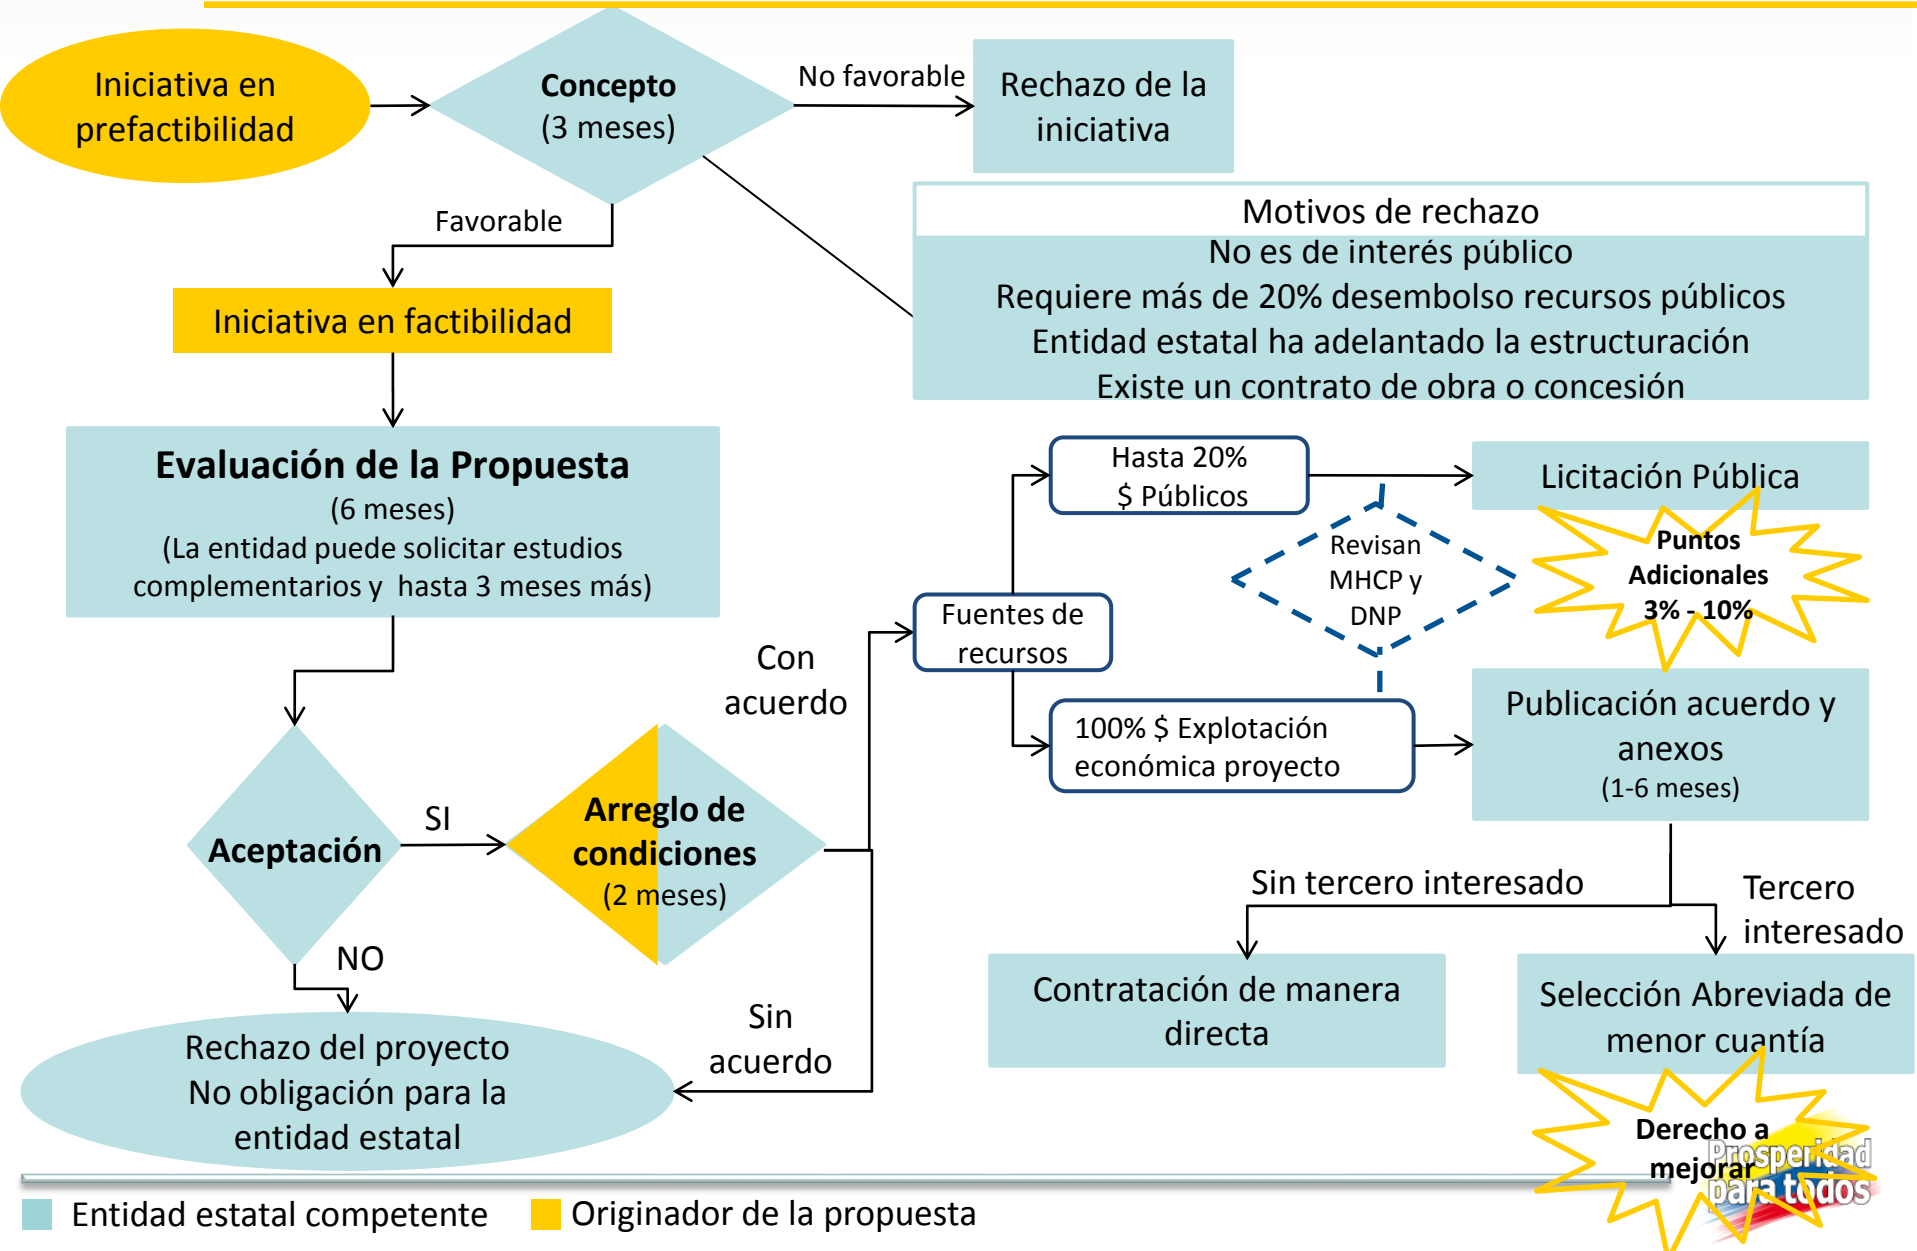 Iniciativa en
prefactibilidad
Concepto
(3 meses)
No favorable
Rechazo de la
iniciativa
Favorable
Motivos de rechazo
No es de interés público
Requiere más de 20% desembolso recursos públicos
Entidad estatal ha adelantado la estructuración
Existe un contrato de obra o concesión
Iniciativa en factibilidad
Evaluación de la Propuesta
(6 meses)
(La entidad puede solicitar estudios
complementarios y hasta 3 meses más)
Hasta 20%
$ Públicos
Licitación Pública
Revisan
MHCP y
DNP
Puntos
Adicionales
3% - 10%
Fuentes de
recursos
Con
acuerdo
100% $ Explotación
económica proyecto
Publicación acuerdo y
anexos
(1-6 meses)
Aceptación
SI
Arreglo de
condiciones
(2 meses)
NO
Sin
acuerdo
Sin tercero interesado
Tercero
interesado
Contratación de manera
directa
Selección Abreviada de
menor cuantía
Rechazo del proyecto
No obligación para la
entidad estatal
Derecho a
mejorar
Prosperidad
para todos
Entidad estatal competente
Originador de la propuesta